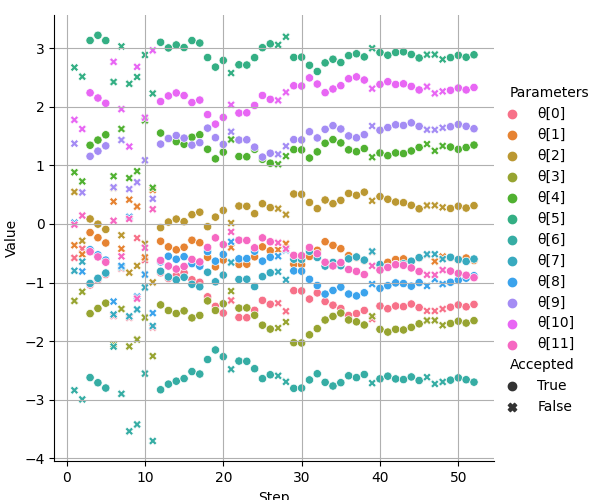 3
2
1
0
−1
−2
−3
−4
Value
0
10
20
30
40
50
Step
Parameters
θ[0]
θ[1]
θ[2]
θ[3]
θ[4]
θ[5]
θ[6]
θ[7]
θ[8]
θ[9]
θ[10]
θ[11]
Accepted
True
False